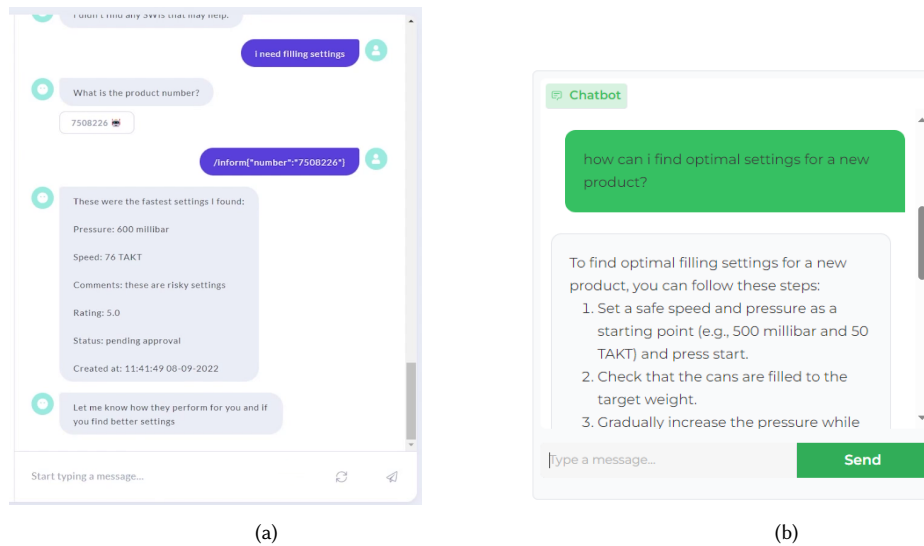 I didn't find any SWIs that may help.
i need filling settings
What is the product number?
7508226
/inform{"number":"7508226"}
These were the fastest settings I found:
Pressure: 600 millibar
Speed: 76 TAKT
Comments: these are risky settings
Rating: 5.0
Status: pending approval
Created at: 11:41:49 08-09-2022
Let me know how they perform for you and if
you find better settings
Start typing a message...
(a)
Chatbot
how can i find optimal settings for a new
product?
To find optimal filling settings for a new
product, you can follow these steps:
1. Set a safe speed and pressure as a
starting point (e.g., 500 millibar and 50
TAKT) and press start.
2. Check that the cans are filled to the
target weight.
3. Gradually increase the pressure while
Type a message...
Send
(b)